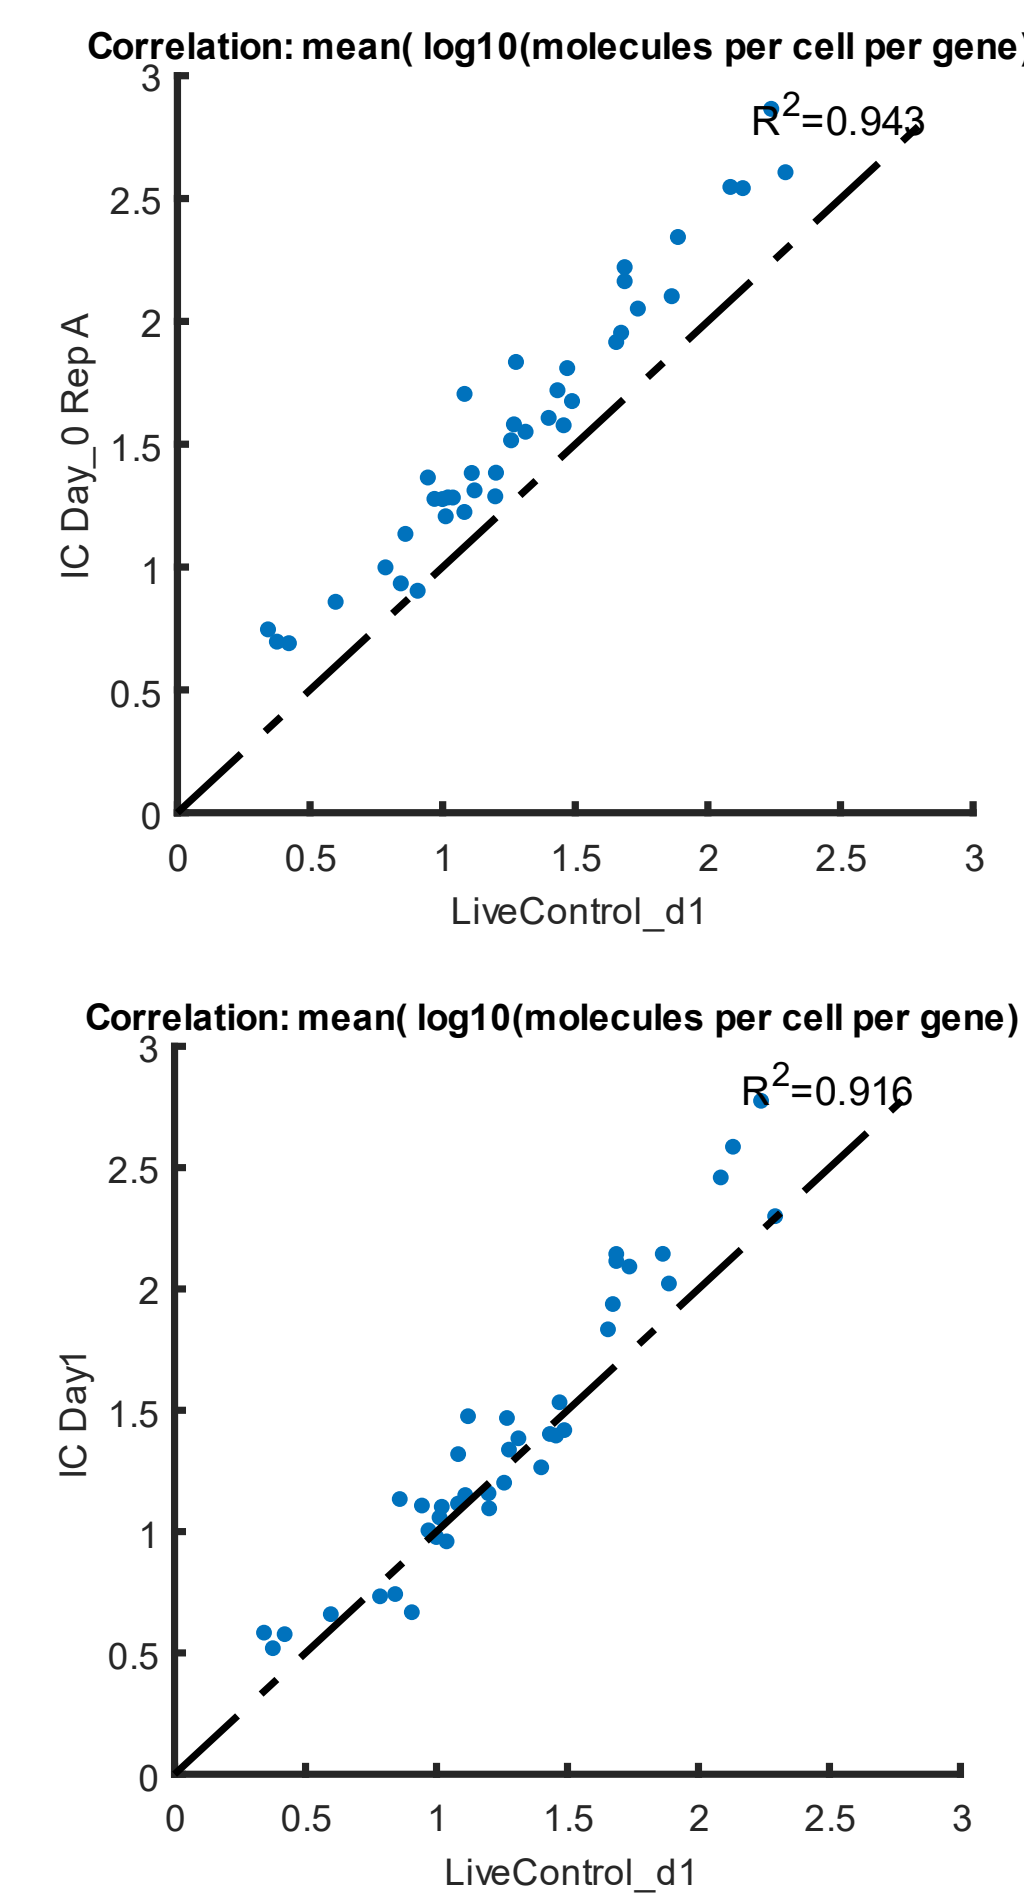 Correlation: mean( log10(molecules per cell per gene)
3
R2=0.943
2.5
2
1.5
1
0.5
0
IC Day_0 Rep A
0 0.5 1 1.5 2 2.5 3
LiveControl_d1
Correlation: mean( log10(molecules per cell per gene)
3
R2=0.916
2.5
2
1.5
1
0.5
0
IC Day1
0 0.5 1 1.5 2 2.5 3
LiveControl_d1